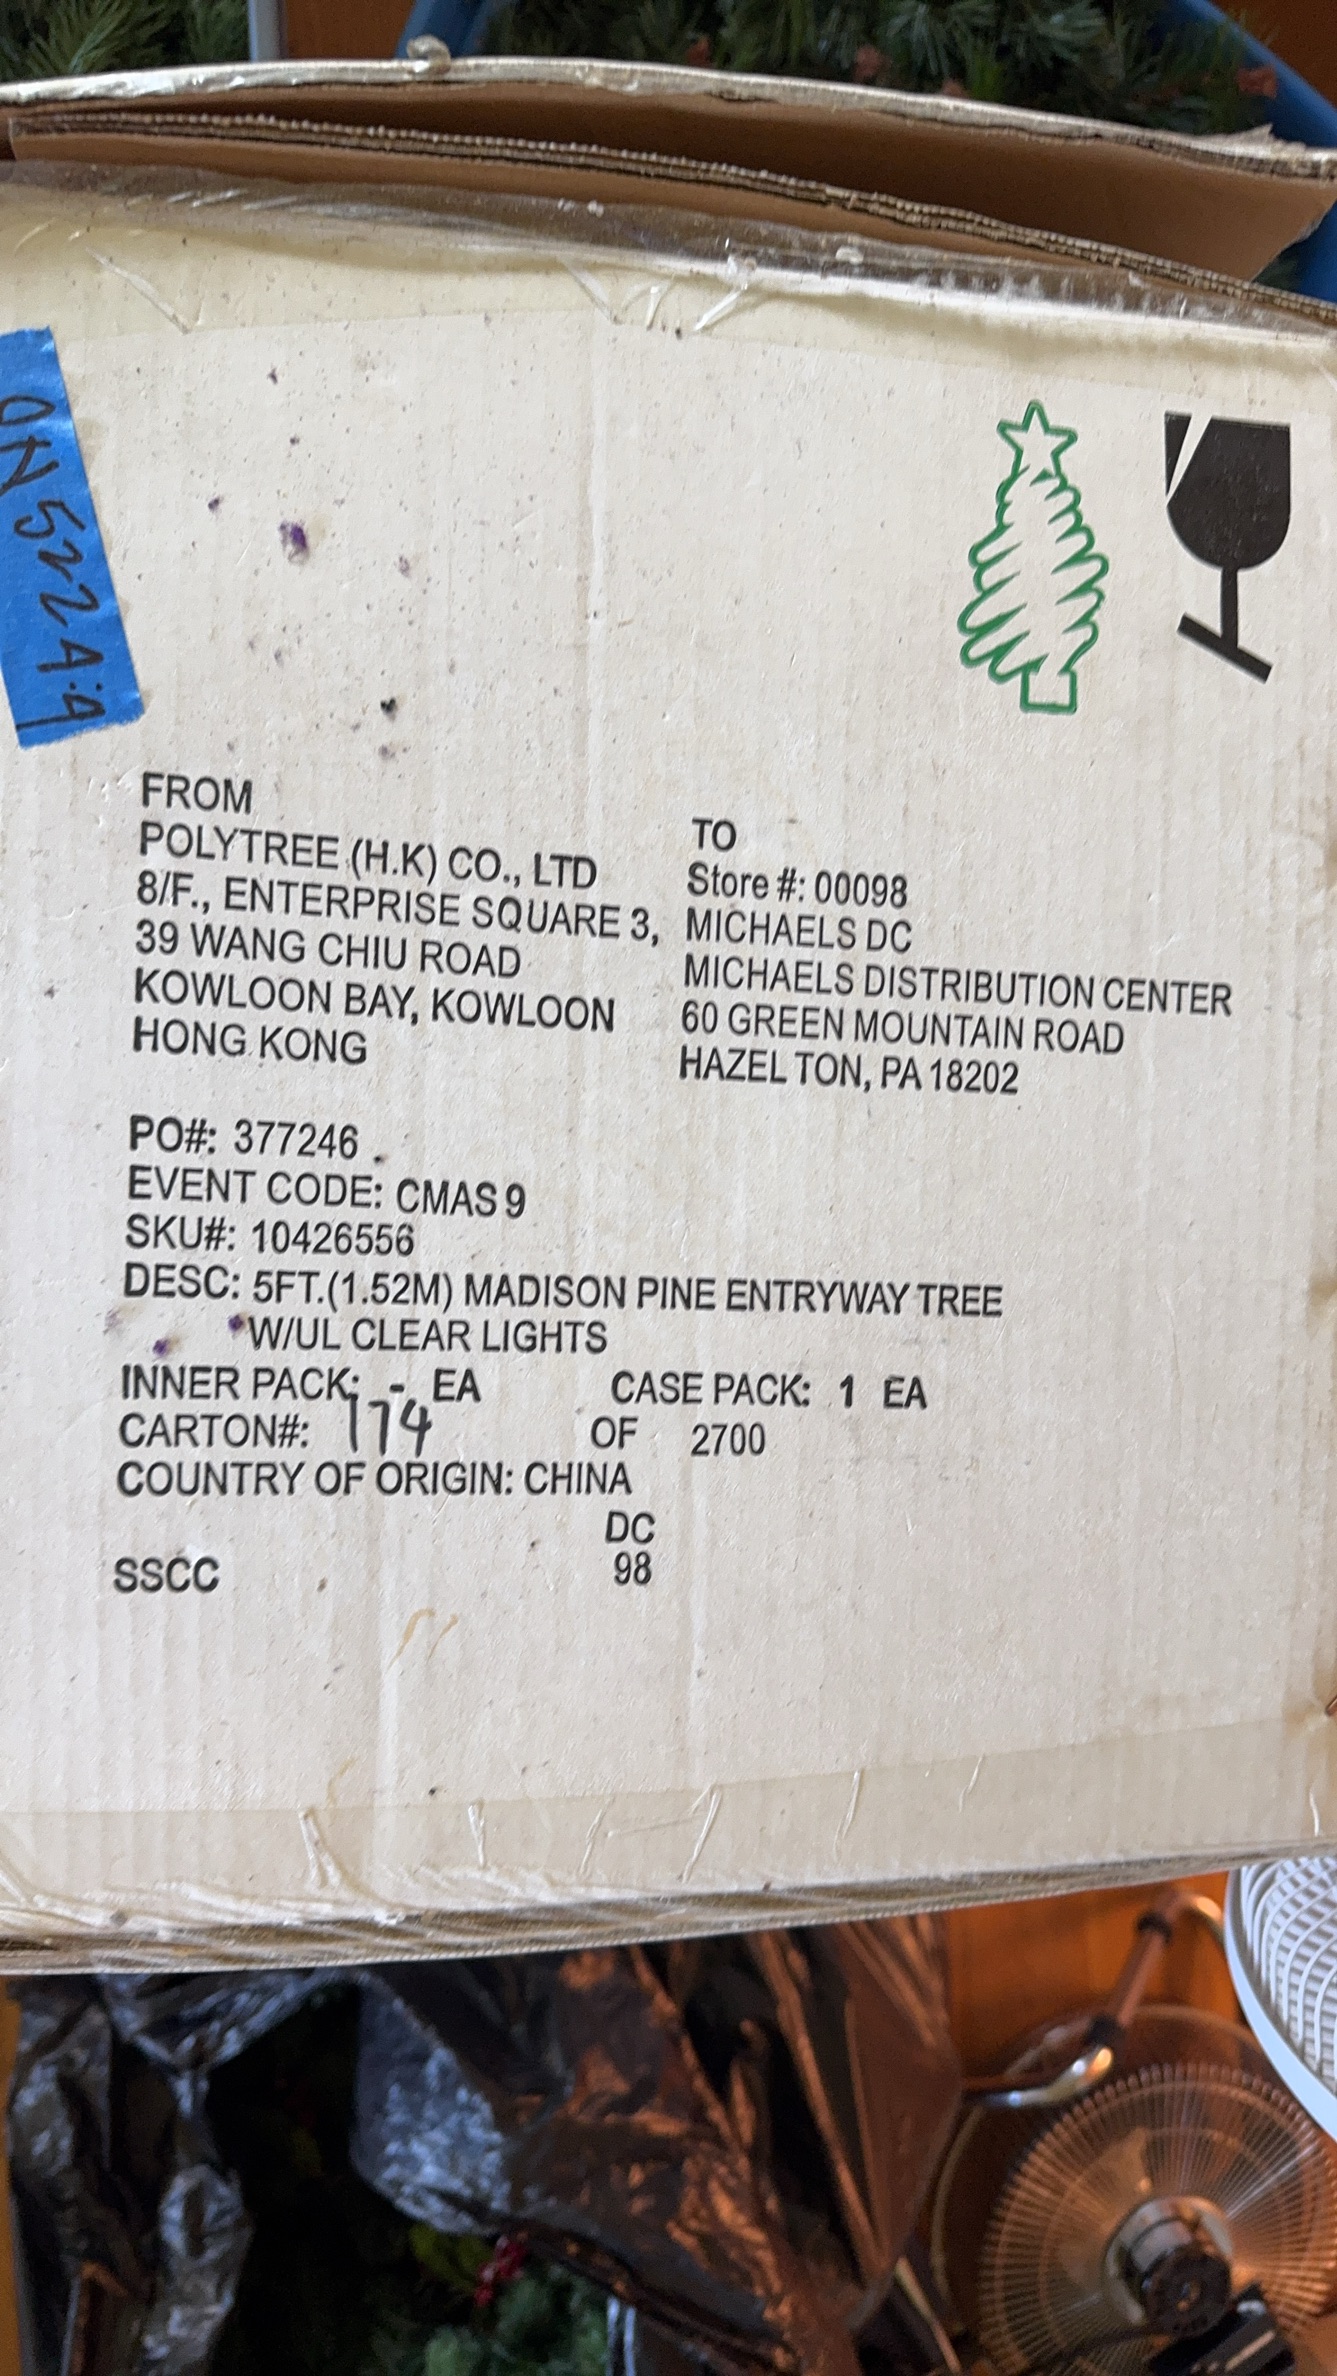 FROM
POLYTREE (H.K) CO., LTD
8/F., ENTERPRISE SQUARE 3,
39 WANG CHIU ROAD
KOWLOON BAY, KOWLOON
HONG KONG
TO
Store #: 00098
MICHAELS DC
MICHAELS DISTRIBUTION CENTER
60 GREEN MOUNTAIN ROAD
HAZEL TON, PA 18202
PO#: 377246
EVENT CODE: CMAS 9
SKU#: 10426556
DESC: 5FT.(1.52M) MADISON PINE ENTRYWAY TREE
W/UL CLEAR LIGHTS
INNER PACK: - EA CASE PACK: 1 EA
CARTON#: 174 OF 2700
COUNTRY OF ORIGIN: CHINA
DC
SSCC 98